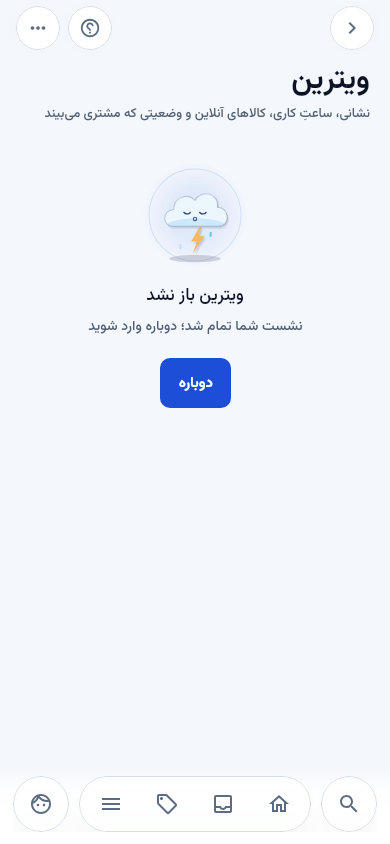 ویترین
نشانی، ساعتِ کاری، کالاهای آنلاین و وضعیتی که مشتری می‌بیند
ویترین باز نشد
نشست شما تمام شد؛ دوباره وارد شوید
دوباره